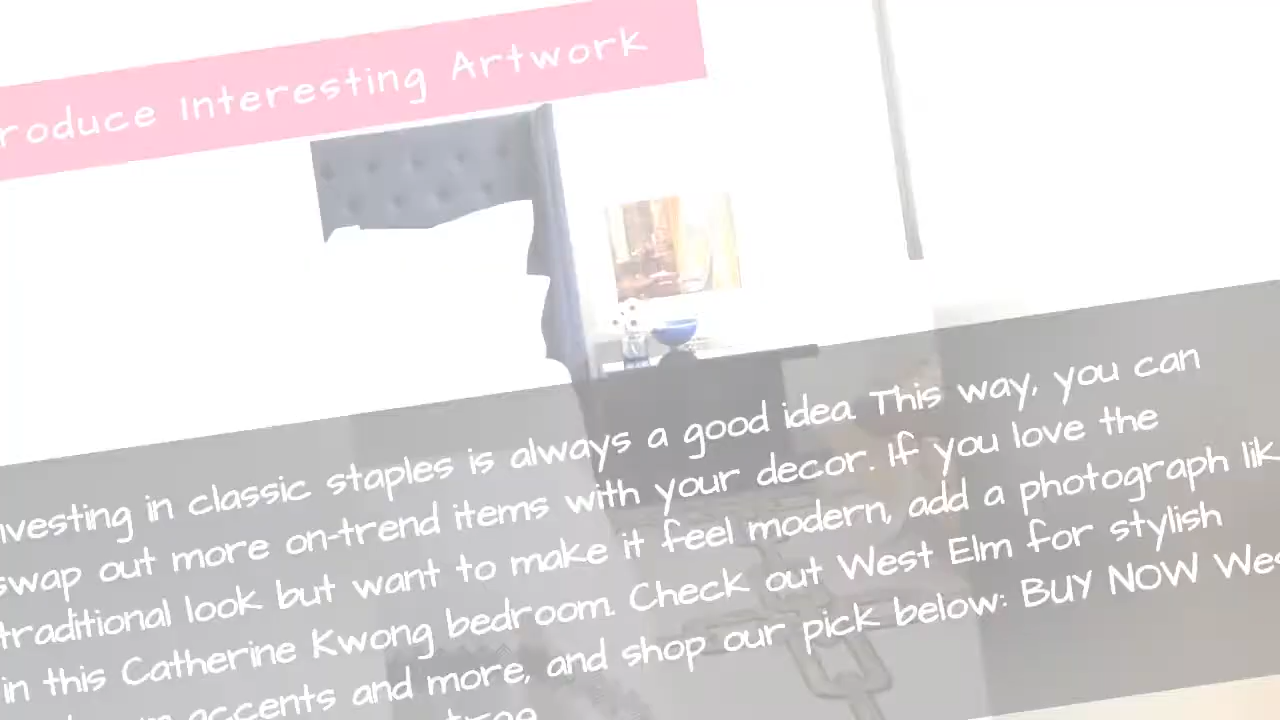 roduce Interesting Artwork
nvesting in classic staples is always a good idea. This way, you can
swap out more on-trend items with your decor. If you love the
traditional look but want to make it feel modern, add a photograph lik
in this Catherine Kwong bedroom. Check out West Elm for stylish
accents and more, and shop our pick below: BUY NOW Wes